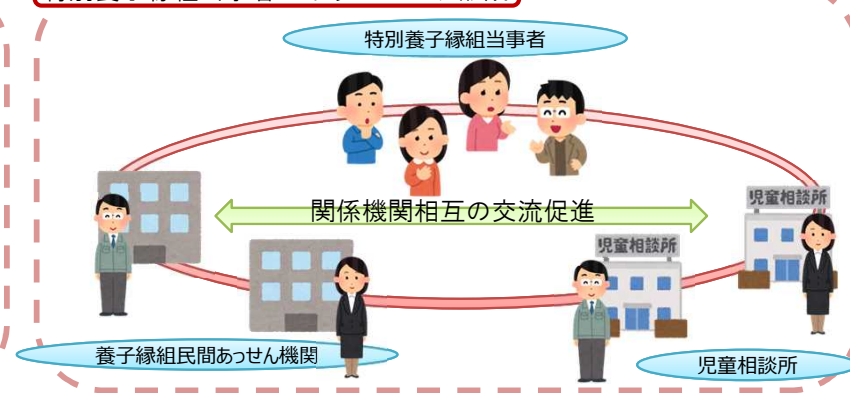 特別養子縁組当事者
関係機関相互の交流促進
児童相談所
児童相談所
養子縁組民間あっせん機関
児童相談所